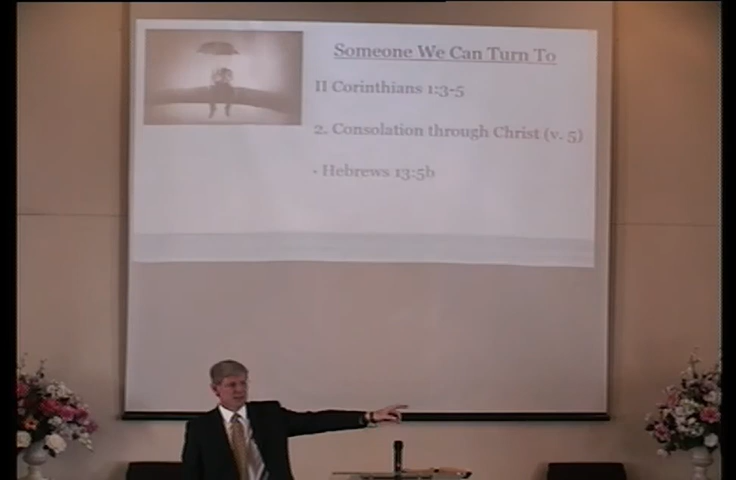 Someone We Can Turn To
II Corinthians 1:3-5
2. Consolation through Christ (v. 5)
• Hebrews 13:5b